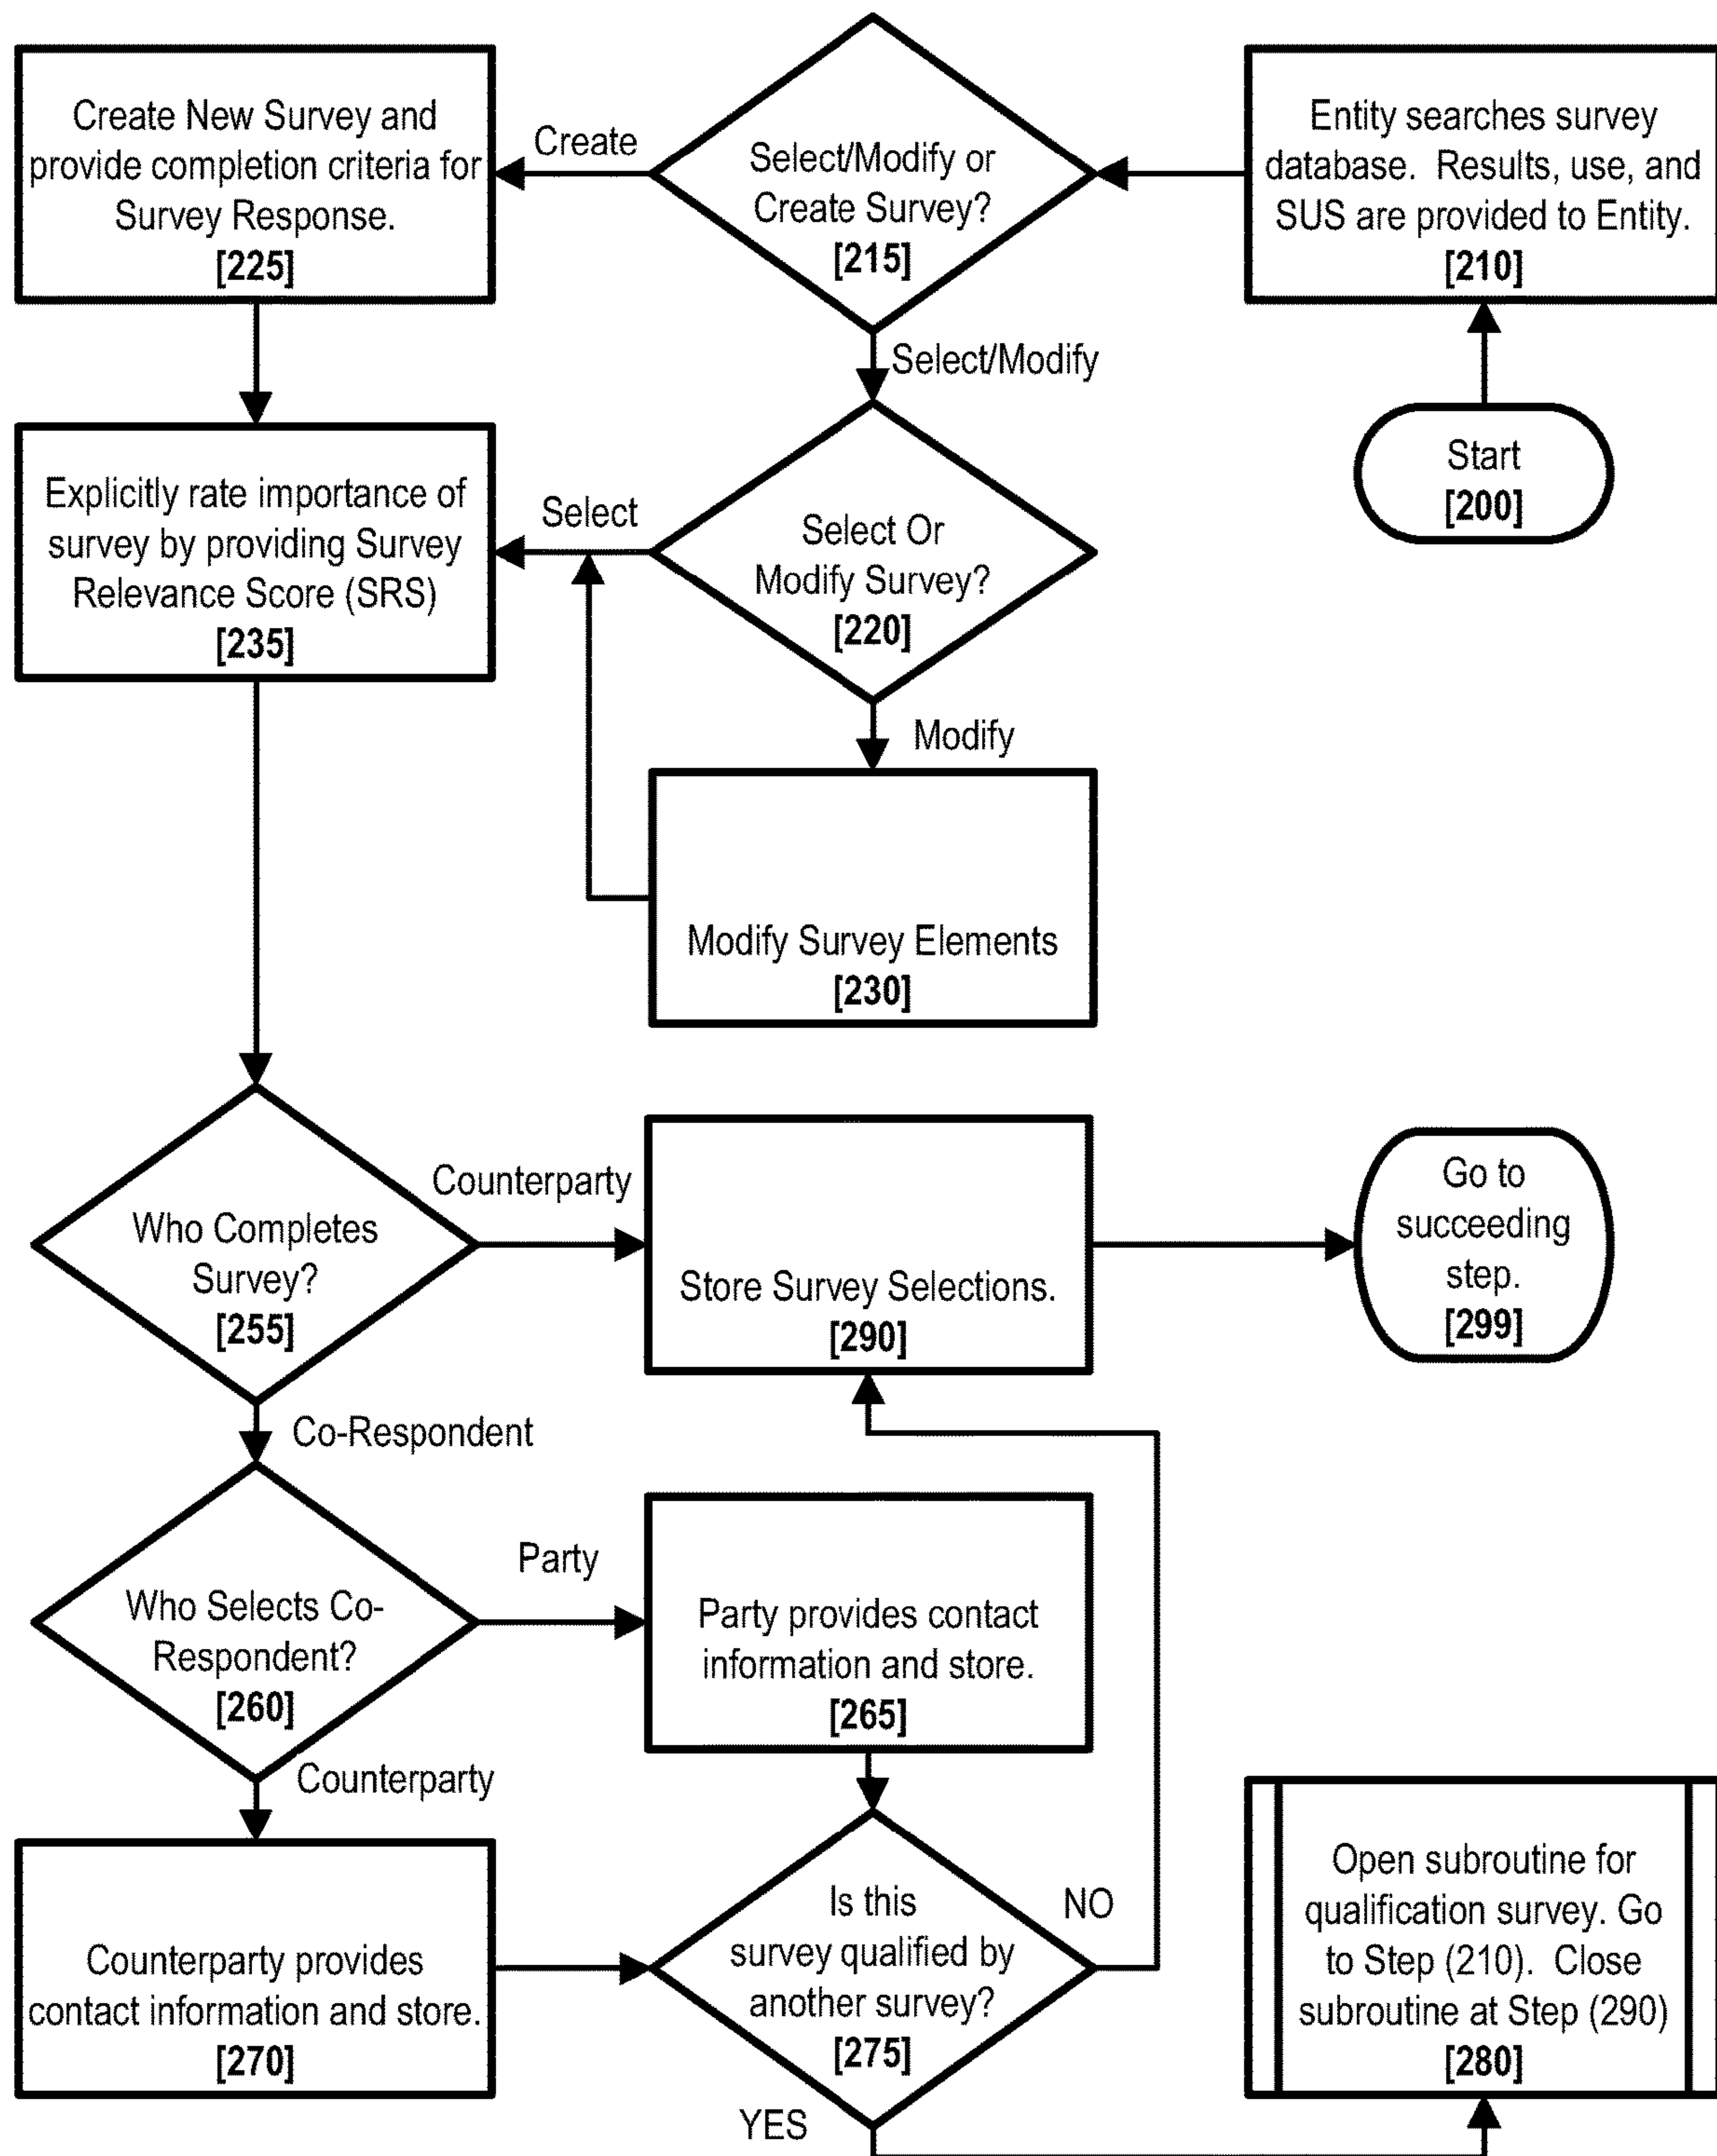 Create New Survey and
provide completion criteria for
Survey Response.
[225]
Create
Select/Modify or
Create Survey?
[215]
Entity searches survey
database. Results, use, and
SUS are provided to Entity.
[210]
Select/Modify
Start
[200]
Explicitly rate importance of
survey by providing Survey
Relevance Score (SRS)
[235]
Select
Select Or
Modify Survey?
[220]
Modify
Modify Survey Elements
[230]
Who Completes
Survey?
[255]
Counterparty
Store Survey Selections.
[290]
Go to
succeeding
step.
[299]
Co-Respondent
Who Selects Co-
Respondent?
[260]
Party
Party provides contact
information and store.
[265]
Counterparty
Counterparty provides
contact information and store.
[270]
Is this
survey qualified by
another survey?
[275]
NO
YES
Open subroutine for
qualification survey. Go
to Step (210). Close
subroutine at Step (290)
[280]